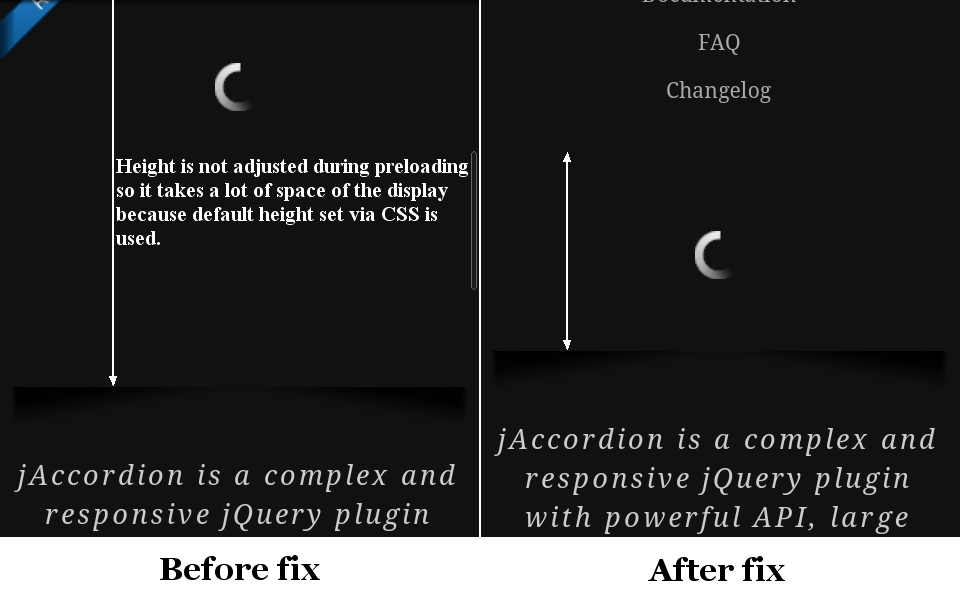 Height is not adjusted during preloading
so it takes a lot of space of the display
because default height set via CSS is
used.
jAccordion is a complex and
responsive jQuery plugin
Before fix
Documentation
FAQ
Changelog
jAccordion is a complex and
responsive jQuery plugin
with powerful API, large
After fix